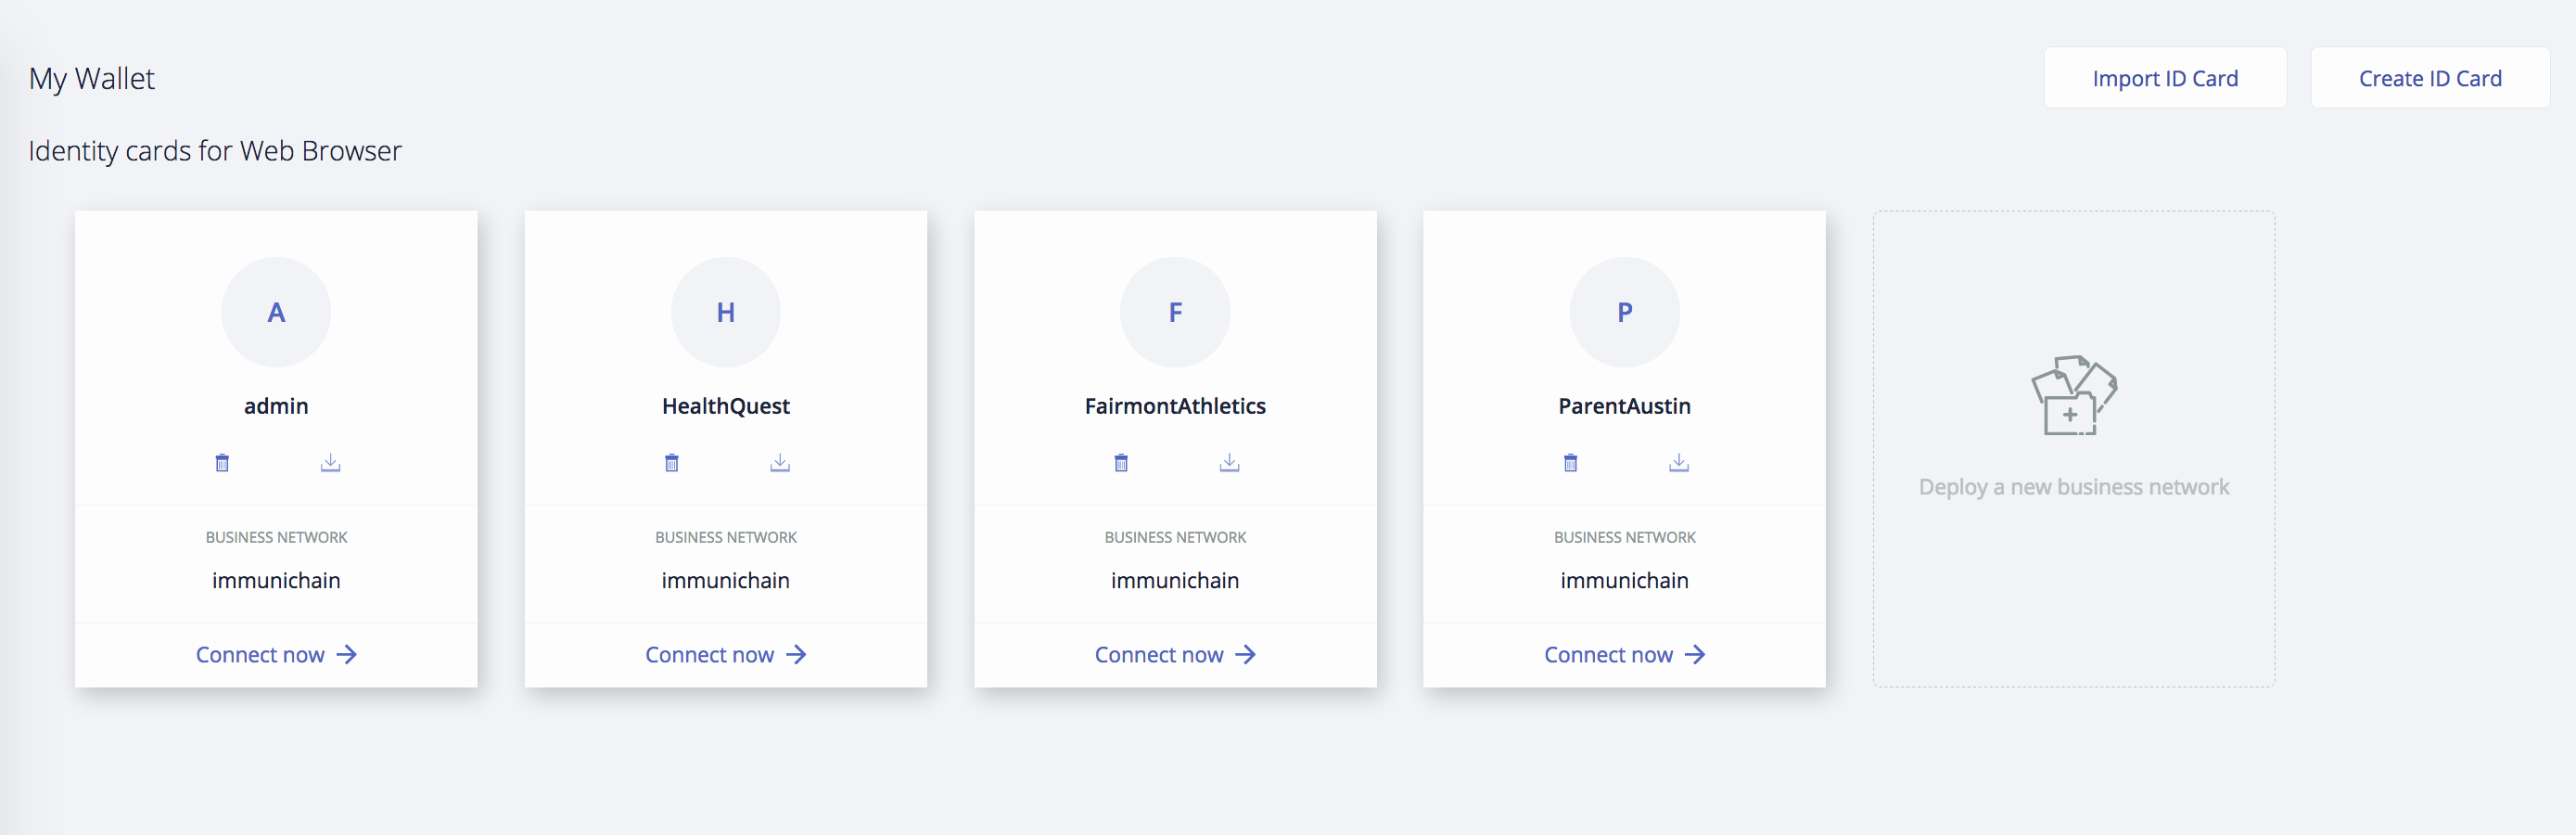 My Wallet
Import ID Card
Create ID Card
Identity cards for Web Browser
A
admin
BUSINESS NETWORK
immunichain
Connect now
H
HealthQuest
BUSINESS NETWORK
immunichain
Connect now
F
FairmontAthletics
BUSINESS NETWORK
immunichain
Connect now
P
ParentAustin
BUSINESS NETWORK
immunichain
Connect now
Deploy a new business network